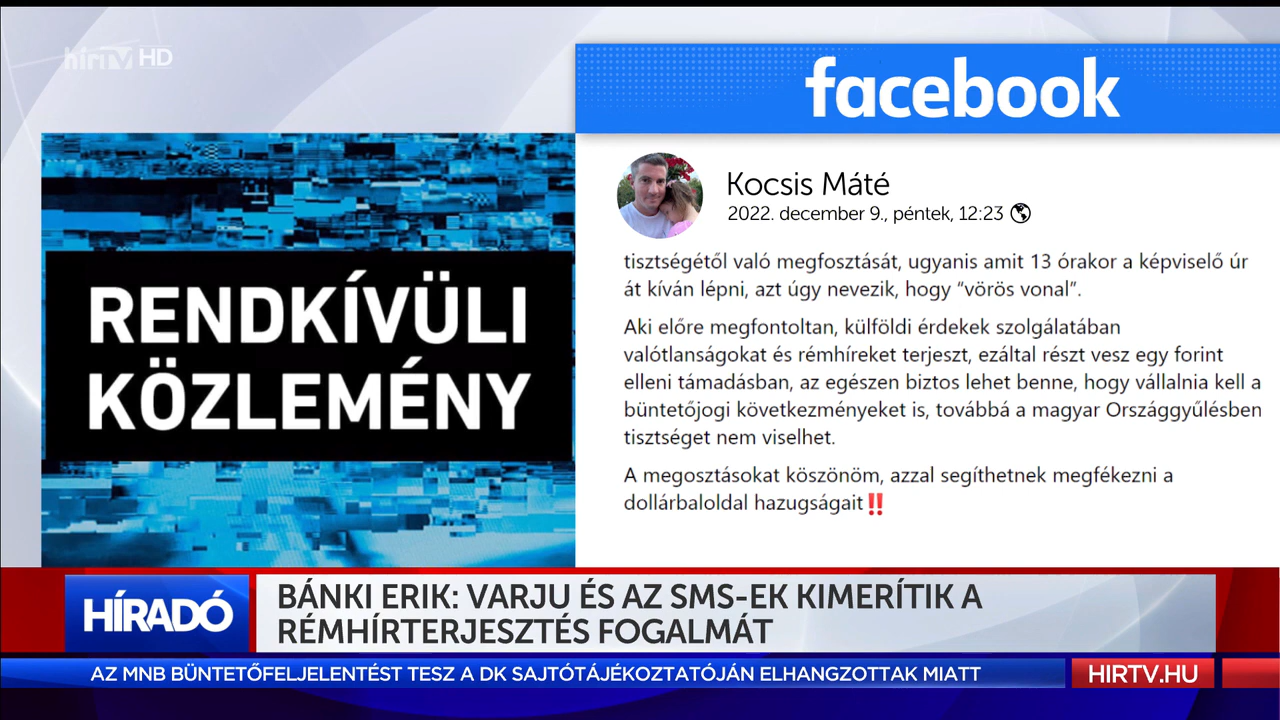 hírTV HD
facebook
Kocsis Máté
2022. december 9., péntek, 12:23
tisztségétől való megfosztását, ugyanis amit 13 órakor a képviselő úr
át kíván lépni, azt úgy nevezik, hogy “vörös vonal”.
Aki előre megfontoltan, külföldi érdekek szolgálatában
valótlanságokat és rémhíreket terjeszt, ezáltal részt vesz egy forint
elleni támadásban, az egészen biztos lehet benne, hogy vállalnia kell a
büntetőjogi következményeket is, továbbá a magyar Országgyűlésben
tisztséget nem viselhet.
A megosztásokat köszönöm, azzal segíthetnek megfékezni a
dollárbaloldal hazugságait‼️
RENDKÍVÜLI
KÖZLEMÉNY
HÍRADÓ
BÁNKI ERIK: VARJU ÉS AZ SMS-EK KIMERÍTIK A
RÉMHÍRTERJESZTÉS FOGALMÁT
AZ MNB BÜNTETŐFELJELENTÉST TESZ A DK SAJTÓTÁJÉKOZTATÓJÁN ELHANGZOTTAK MIATT
HIRTV.HU